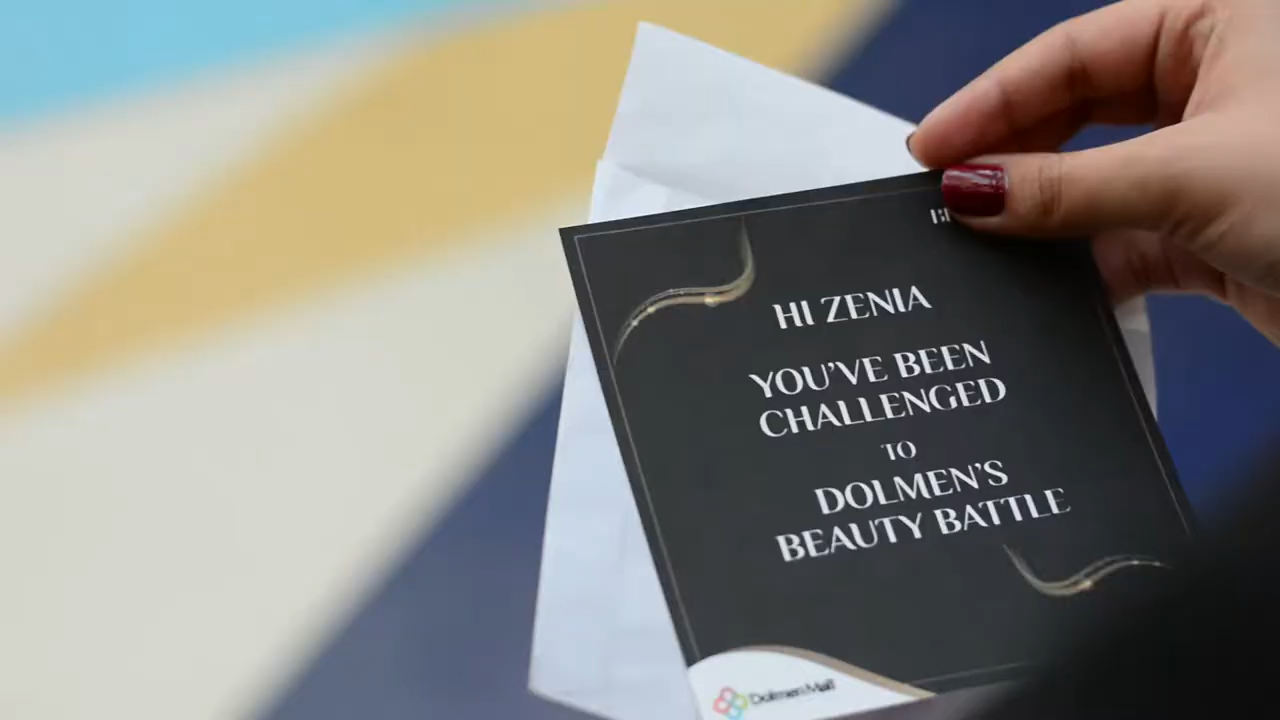 HI ZENIA
YOU'VE BEEN
CHALLENGED
TO
DOLMEN'S
BEAUTY BATTLE
Dolmen Mall